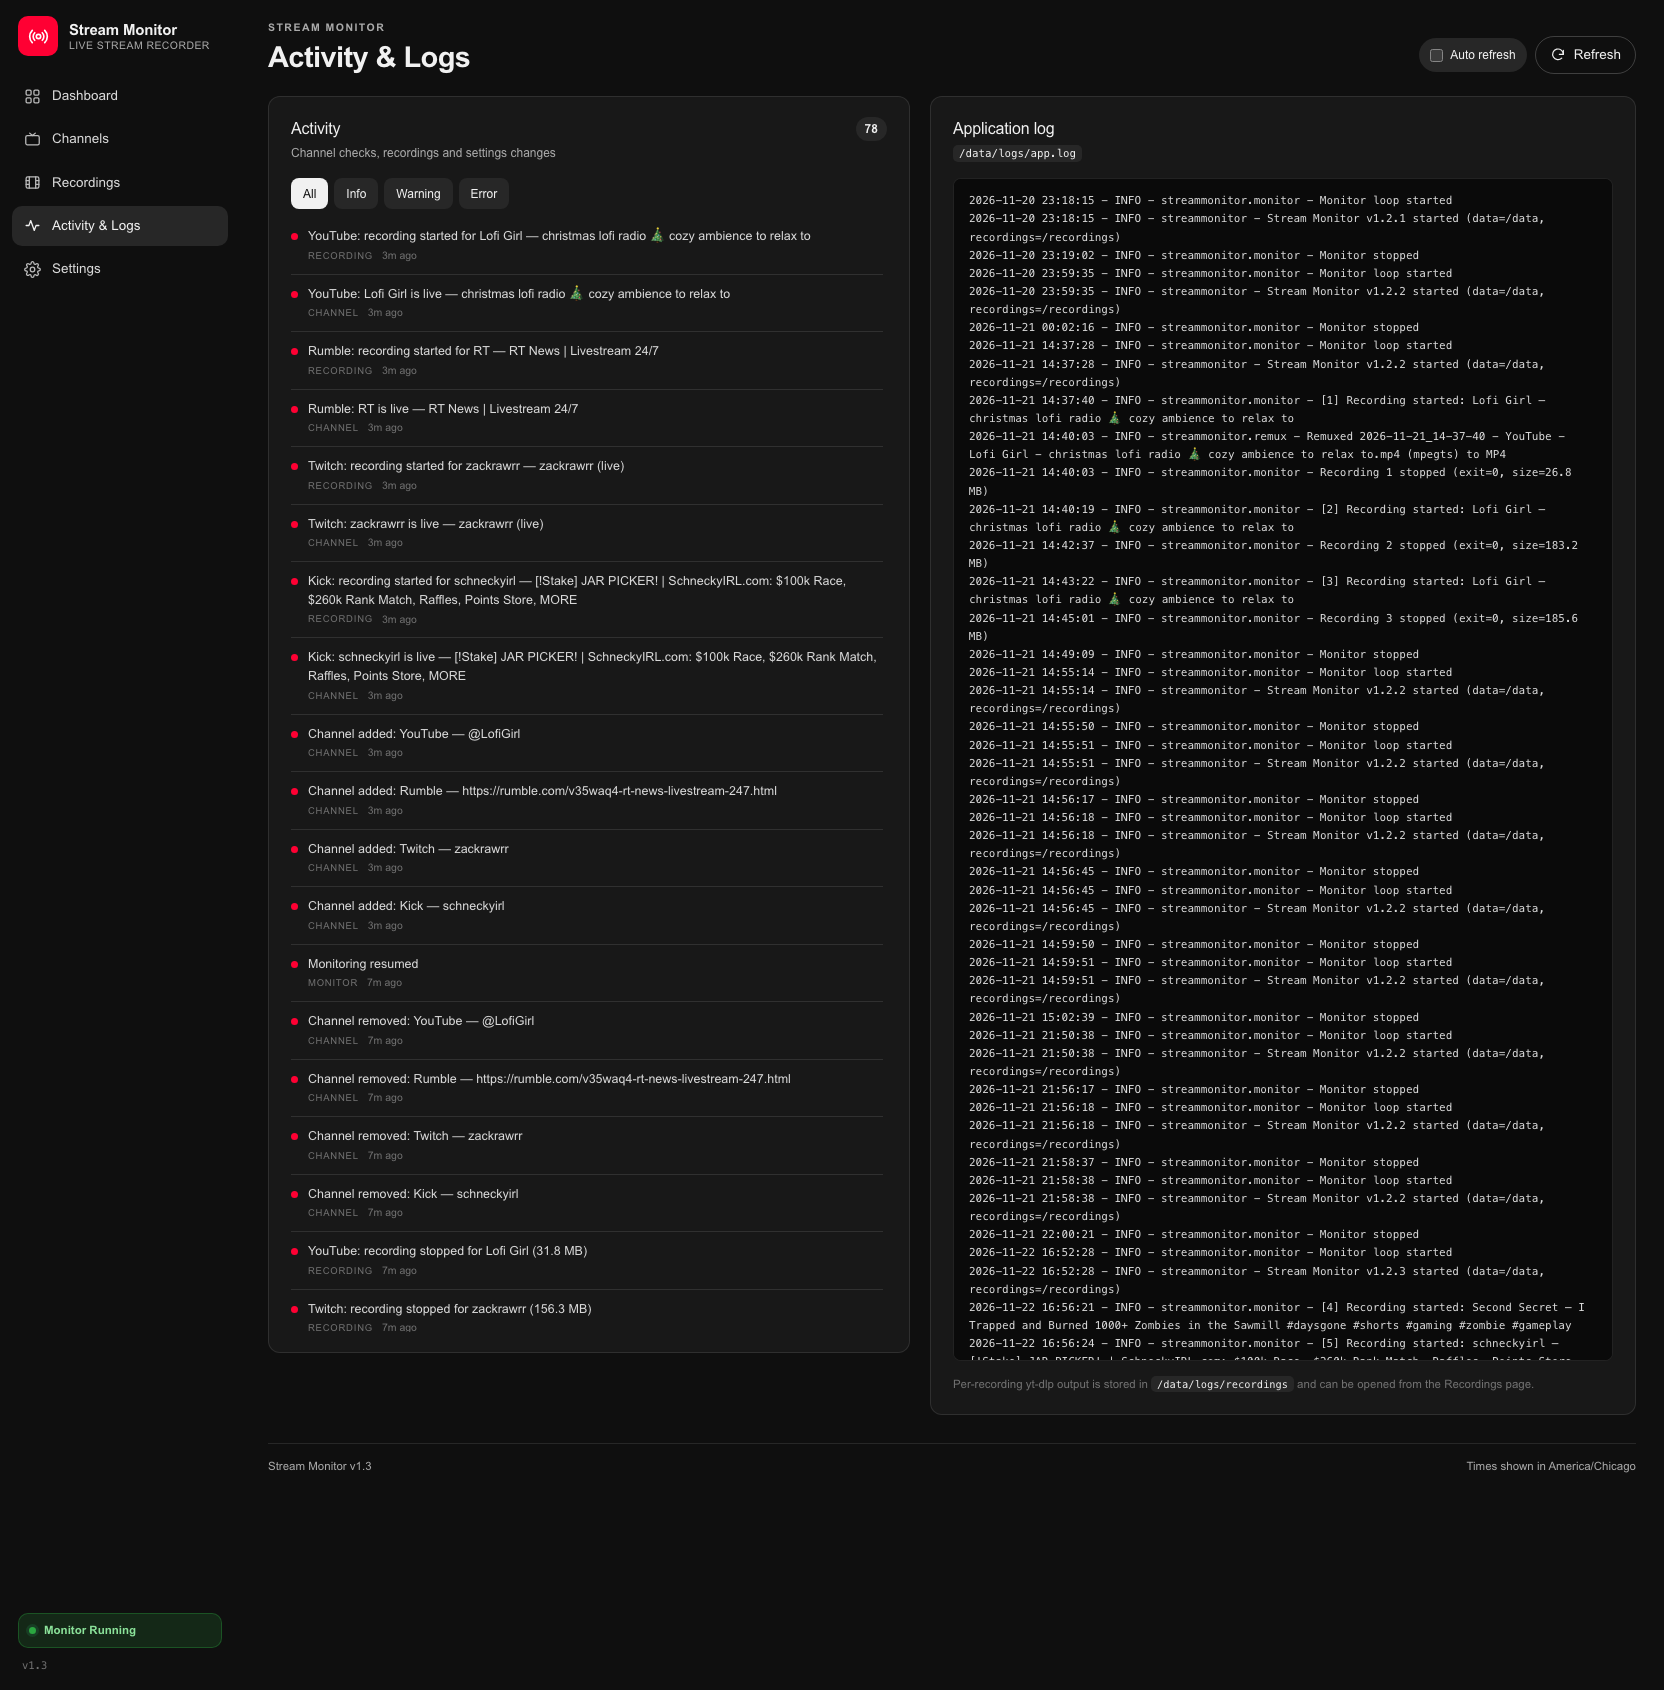 Stream Monitor
LIVE STREAM RECORDER
Dashboard
Channels
Recordings
Activity & Logs
Settings
STREAM MONITOR
Activity & Logs
Auto refresh
Refresh
Activity
78
Channel checks, recordings and settings changes
All
Info
Warning
Error
YouTube: recording started for Lofi Girl — christmas lofi radio 🎄 cozy ambience to relax to
RECORDING 3m ago
YouTube: Lofi Girl is live — christmas lofi radio 🎄 cozy ambience to relax to
CHANNEL 3m ago
Rumble: recording started for RT — RT News | Livestream 24/7
RECORDING 3m ago
Rumble: RT is live — RT News | Livestream 24/7
CHANNEL 3m ago
Twitch: recording started for zackrawrr — zackrawrr (live)
RECORDING 3m ago
Twitch: zackrawrr is live — zackrawrr (live)
CHANNEL 3m ago
Kick: recording started for schneckyirl — [!Stake] JAR PICKER! | SchneckyIRL.com: $100k Race,
$260k Rank Match, Raffles, Points Store, MORE
RECORDING 3m ago
Kick: schneckyirl is live — [!Stake] JAR PICKER! | SchneckyIRL.com: $100k Race, $260k Rank Match,
Raffles, Points Store, MORE
CHANNEL 3m ago
Channel added: YouTube — @LofiGirl
CHANNEL 3m ago
Channel added: Rumble — https://rumble.com/v35waq4-rt-news-livestream-247.html
CHANNEL 3m ago
Channel added: Twitch — zackrawrr
CHANNEL 3m ago
Channel added: Kick — schneckyirl
CHANNEL 3m ago
Monitoring resumed
MONITOR 7m ago
Channel removed: YouTube — @LofiGirl
CHANNEL 7m ago
Channel removed: Rumble — https://rumble.com/v35waq4-rt-news-livestream-247.html
CHANNEL 7m ago
Channel removed: Twitch — zackrawrr
CHANNEL 7m ago
Channel removed: Kick — schneckyirl
CHANNEL 7m ago
YouTube: recording stopped for Lofi Girl (31.8 MB)
RECORDING 7m ago
Twitch: recording stopped for zackrawrr (156.3 MB)
RECORDING 7m ago
Application log
/data/logs/app.log
2026-11-20 23:18:15 - INFO - streammonitor.monitor - Monitor loop started
2026-11-20 23:18:15 - INFO - streammonitor - Stream Monitor v1.2.1 started (data=/data,
recordings=/recordings)
2026-11-20 23:19:02 - INFO - streammonitor.monitor - Monitor stopped
2026-11-20 23:59:35 - INFO - streammonitor.monitor - Monitor loop started
2026-11-20 23:59:35 - INFO - streammonitor - Stream Monitor v1.2.2 started (data=/data,
recordings=/recordings)
2026-11-21 00:02:16 - INFO - streammonitor.monitor - Monitor stopped
2026-11-21 14:37:28 - INFO - streammonitor.monitor - Monitor loop started
2026-11-21 14:37:28 - INFO - streammonitor - Stream Monitor v1.2.2 started (data=/data,
recordings=/recordings)
2026-11-21 14:37:40 - INFO - streammonitor.monitor - [1] Recording started: Lofi Girl —
christmas lofi radio 🎄 cozy ambience to relax to
2026-11-21 14:40:03 - INFO - streammonitor.remux - Remuxed 2026-11-21_14-37-40 - YouTube -
Lofi Girl - christmas lofi radio 🎄 cozy ambience to relax to.mp4 (mpegts) to MP4
2026-11-21 14:40:03 - INFO - streammonitor.monitor - Recording 1 stopped (exit=0, size=26.8
MB)
2026-11-21 14:40:19 - INFO - streammonitor.monitor - [2] Recording started: Lofi Girl —
christmas lofi radio 🎄 cozy ambience to relax to
2026-11-21 14:42:37 - INFO - streammonitor.monitor - Recording 2 stopped (exit=0, size=183.2
MB)
2026-11-21 14:43:22 - INFO - streammonitor.monitor - [3] Recording started: Lofi Girl —
christmas lofi radio 🎄 cozy ambience to relax to
2026-11-21 14:45:01 - INFO - streammonitor.monitor - Recording 3 stopped (exit=0, size=185.6
MB)
2026-11-21 14:49:09 - INFO - streammonitor.monitor - Monitor stopped
2026-11-21 14:55:14 - INFO - streammonitor.monitor - Monitor loop started
2026-11-21 14:55:14 - INFO - streammonitor - Stream Monitor v1.2.2 started (data=/data,
recordings=/recordings)
2026-11-21 14:55:50 - INFO - streammonitor.monitor - Monitor stopped
2026-11-21 14:55:51 - INFO - streammonitor.monitor - Monitor loop started
2026-11-21 14:55:51 - INFO - streammonitor - Stream Monitor v1.2.2 started (data=/data,
recordings=/recordings)
2026-11-21 14:56:17 - INFO - streammonitor.monitor - Monitor stopped
2026-11-21 14:56:18 - INFO - streammonitor.monitor - Monitor loop started
2026-11-21 14:56:18 - INFO - streammonitor - Stream Monitor v1.2.2 started (data=/data,
recordings=/recordings)
2026-11-21 14:56:45 - INFO - streammonitor.monitor - Monitor stopped
2026-11-21 14:56:45 - INFO - streammonitor.monitor - Monitor loop started
2026-11-21 14:56:45 - INFO - streammonitor - Stream Monitor v1.2.2 started (data=/data,
recordings=/recordings)
2026-11-21 14:59:50 - INFO - streammonitor.monitor - Monitor stopped
2026-11-21 14:59:51 - INFO - streammonitor.monitor - Monitor loop started
2026-11-21 14:59:51 - INFO - streammonitor - Stream Monitor v1.2.2 started (data=/data,
recordings=/recordings)
2026-11-21 15:02:39 - INFO - streammonitor.monitor - Monitor stopped
2026-11-21 21:50:38 - INFO - streammonitor.monitor - Monitor loop started
2026-11-21 21:50:38 - INFO - streammonitor - Stream Monitor v1.2.2 started (data=/data,
recordings=/recordings)
2026-11-21 21:56:17 - INFO - streammonitor.monitor - Monitor stopped
2026-11-21 21:56:18 - INFO - streammonitor.monitor - Monitor loop started
2026-11-21 21:56:18 - INFO - streammonitor - Stream Monitor v1.2.2 started (data=/data,
recordings=/recordings)
2026-11-21 21:58:37 - INFO - streammonitor.monitor - Monitor stopped
2026-11-21 21:58:38 - INFO - streammonitor.monitor - Monitor loop started
2026-11-21 21:58:38 - INFO - streammonitor - Stream Monitor v1.2.2 started (data=/data,
recordings=/recordings)
2026-11-21 22:00:21 - INFO - streammonitor.monitor - Monitor stopped
2026-11-22 16:52:28 - INFO - streammonitor.monitor - Monitor loop started
2026-11-22 16:52:28 - INFO - streammonitor - Stream Monitor v1.2.3 started (data=/data,
recordings=/recordings)
2026-11-22 16:56:21 - INFO - streammonitor.monitor - [4] Recording started: Second Secret — I
Trapped and Burned 1000+ Zombies in the Sawmill #daysgone #shorts #gaming #zombie #gameplay
2026-11-22 16:56:24 - INFO - streammonitor.monitor - [5] Recording started: schneckyirl —
[!Stake] JAR PICKER! | SchneckyIRL.com: $100k Race, $260k Rank Match, Raffles, Points Store,
Per-recording yt-dlp output is stored in /data/logs/recordings and can be opened from the Recordings page.
Stream Monitor v1.3
Times shown in America/Chicago
Monitor Running
v1.3